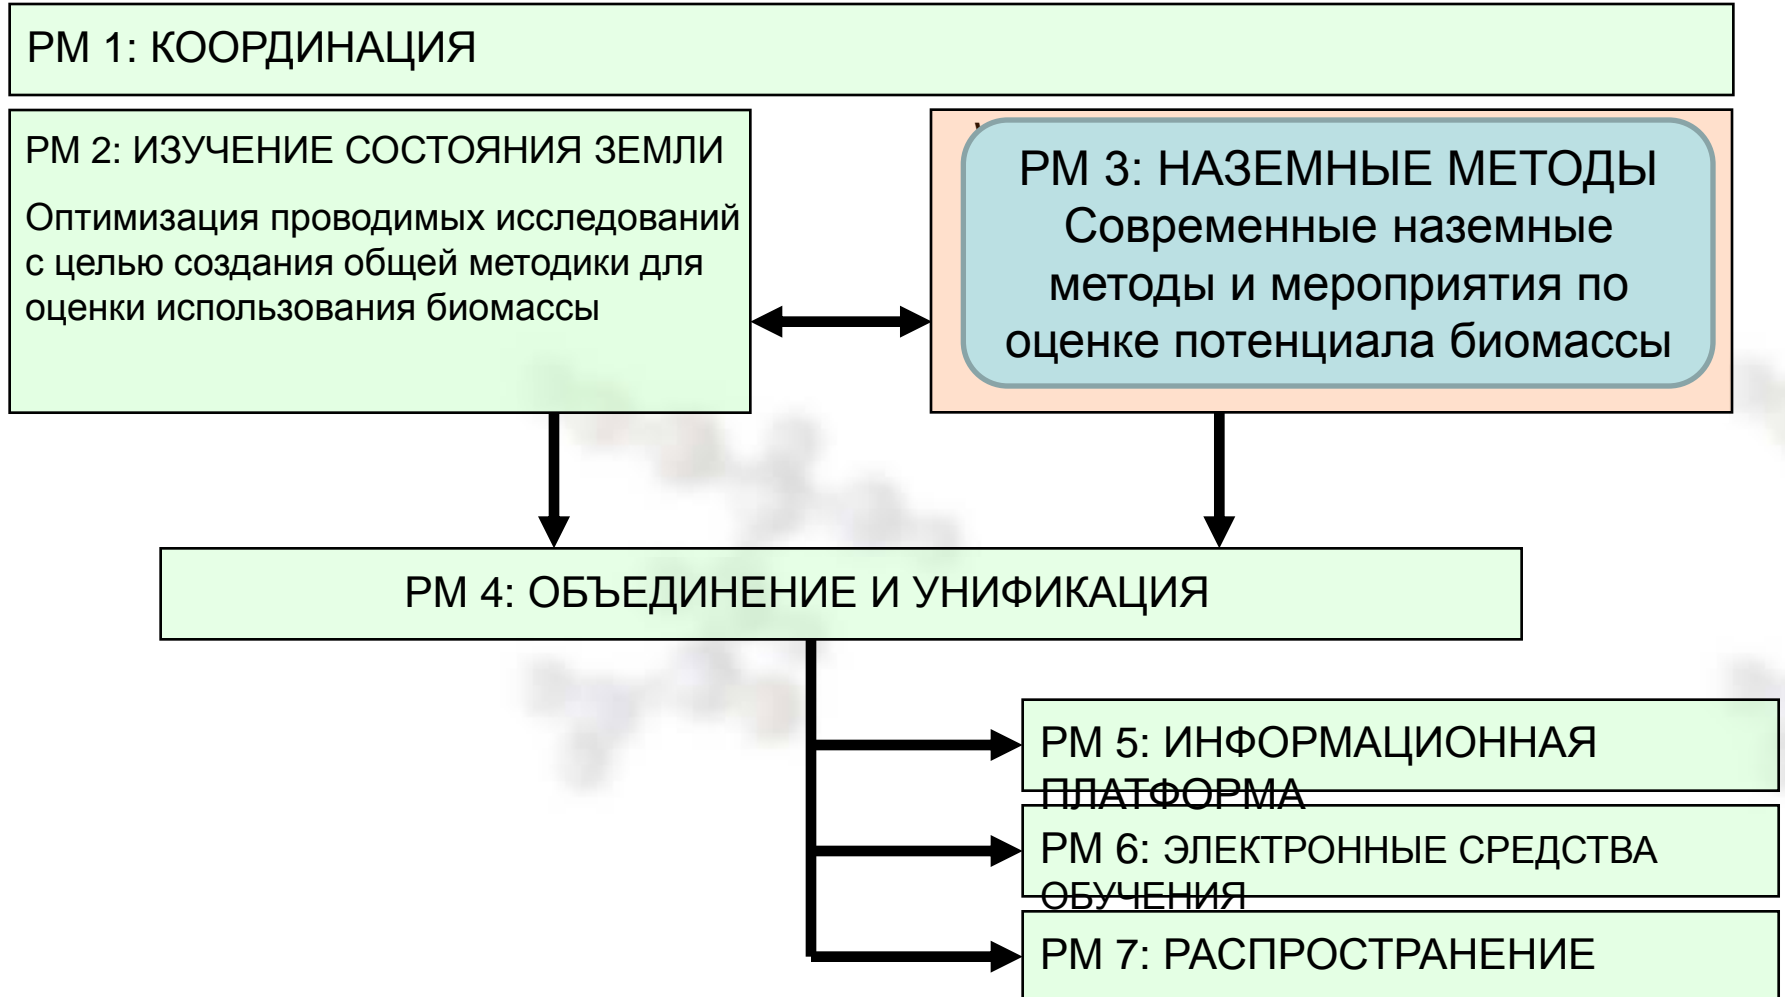 РМ 1: КООРДИНАЦИЯ
РМ 2: ИЗУЧЕНИЕ СОСТОЯНИЯ ЗЕМЛИ
Оптимизация проводимых исследований
с целью создания общей методики для
оценки использования биомассы
РМ 3: НАЗЕМНЫЕ МЕТОДЫ
Современные наземные
методы и мероприятия по
оценке потенциала биомассы
РМ 4: ОБЪЕДИНЕНИЕ И УНИФИКАЦИЯ
РМ 5: ИНФОРМАЦИОННАЯ
ПЛАТФОРМА
РМ 6: ЭЛЕКТРОННЫЕ СРЕДСТВА
ОБУЧЕНИЯ
РМ 7: РАСПРОСТРАНЕНИЕ